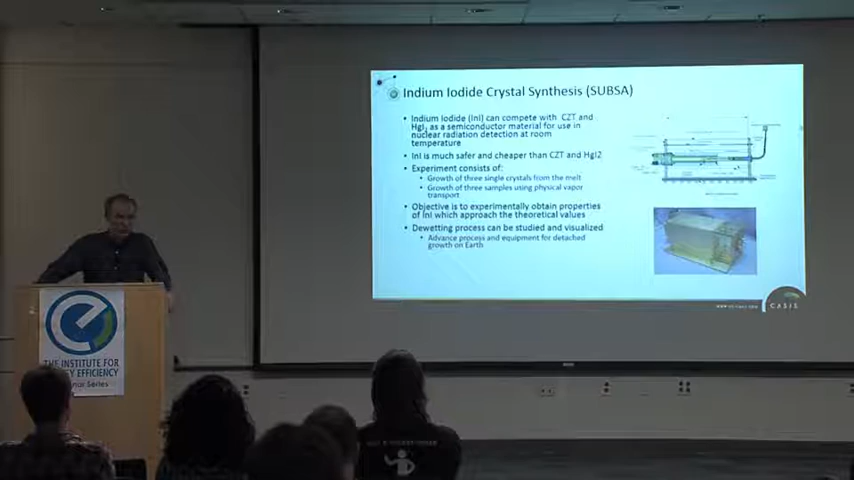 Indium Iodide Crystal Synthesis (SUBSA)
• Indium Iodide (InI) can compete with CZT and
HgI2 as a semiconductor material for use in
nuclear radiation detection at room
temperature
• InI is much safer and cheaper than CZT and HgI2
• Experiment consists of:
• Growth of three single crystals from the melt
• Growth of three samples using physical vapor
transport
• Objective is to experimentally obtain properties
of InI which approach the theoretical values
• Dewetting process can be studied and visualized
• Advance process and equipment for detached
growth on Earth
CASIS
THE INSTITUTE FOR
EFFICIENCY
Series